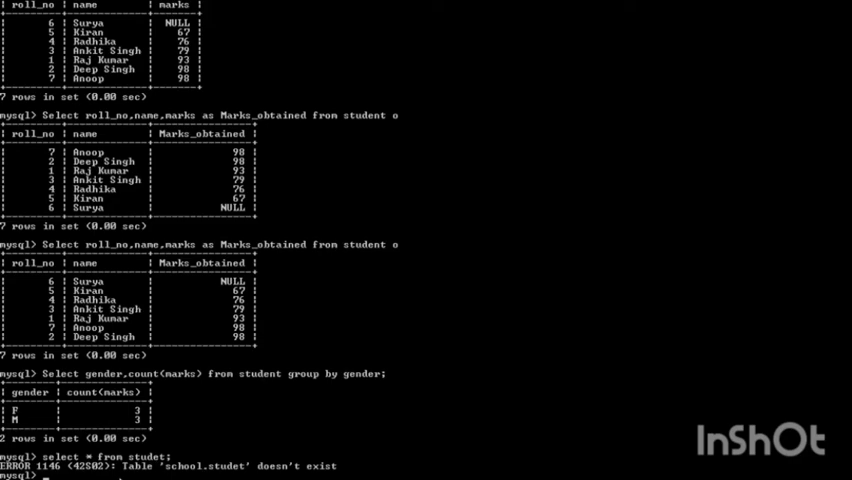 | roll_no | name | marks |
| 6 | Surya | NULL |
| 5 | Kiran | 67 |
| 4 | Radhika | 76 |
| 3 | Ankit Singh | 79 |
| 1 | Raj Kumar | 93 |
| 2 | Deep Singh | 98 |
| 7 | Anoop | 98 |
7 rows in set (0.00 sec)
mysql> Select roll_no,name,marks as Marks_obtained from student o
| roll_no | name | Marks_obtained |
| 7 | Anoop | 98 |
| 2 | Deep Singh | 98 |
| 1 | Raj Kumar | 93 |
| 3 | Ankit Singh | 79 |
| 4 | Radhika | 76 |
| 5 | Kiran | 67 |
| 6 | Surya | NULL |
7 rows in set (0.00 sec)
mysql> Select roll_no,name,marks as Marks_obtained from student o
| roll_no | name | Marks_obtained |
| 6 | Surya | NULL |
| 5 | Kiran | 67 |
| 4 | Radhika | 76 |
| 3 | Ankit Singh | 79 |
| 1 | Raj Kumar | 93 |
| 7 | Anoop | 98 |
| 2 | Deep Singh | 98 |
7 rows in set (0.00 sec)
mysql> Select gender,count(marks) from student group by gender;
| gender | count(marks) |
| F | 3 |
| M | 3 |
2 rows in set (0.00 sec)
mysql> select * from studet;
ERROR 1146 (42S02): Table 'school.studet' doesn't exist
mysql> _
InShOt